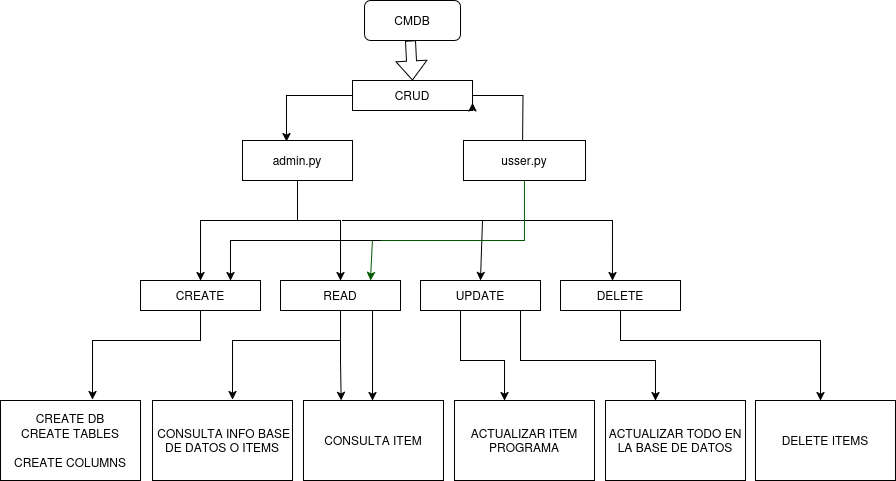 CMDB
CRUD
admin.py
usser.py
CREATE
READ
UPDATE
DELETE
CREATE DB
CREATE TABLES
CREATE COLUMNS
CONSULTA INFO BASE
DE DATOS O ITEMS
CONSULTA ITEM
ACTUALIZAR ITEM
PROGRAMA
ACTUALIZAR TODO EN
LA BASE DE DATOS
DELETE ITEMS